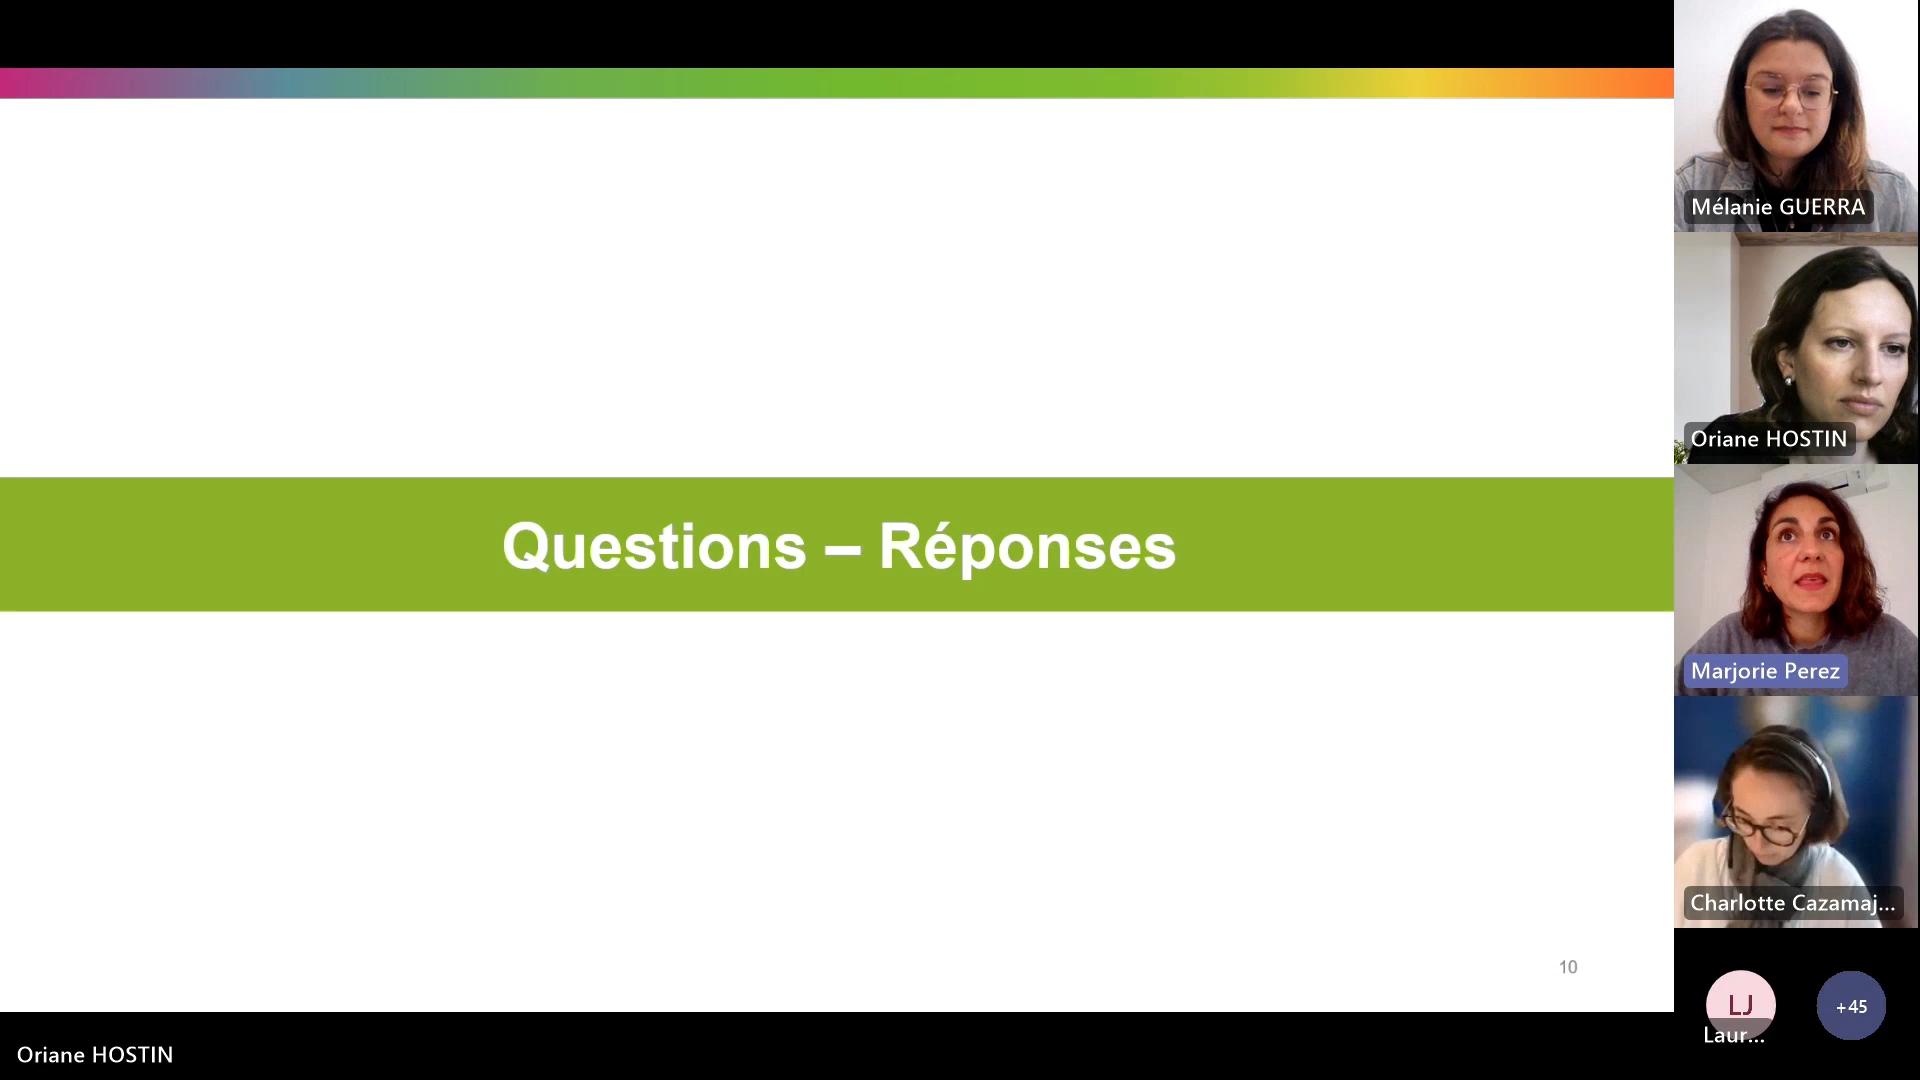 Questions – Réponses
10
Mélanie GUERRA
Oriane HOSTIN
Marjorie Perez
Charlotte Cazamaj...
LJ
Laur...
+45
Oriane HOSTIN